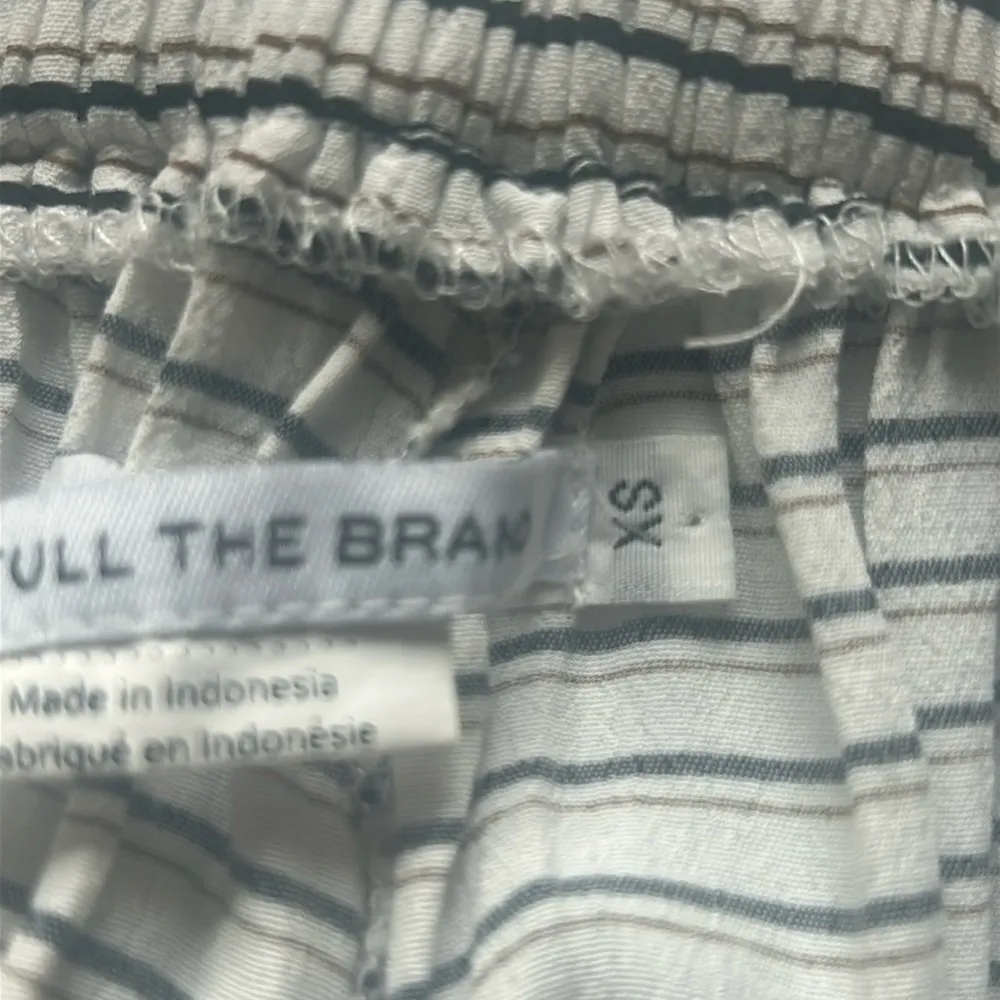 ULL THE BRAN
XS
Made in Indonesia
abriqué en Indonésie